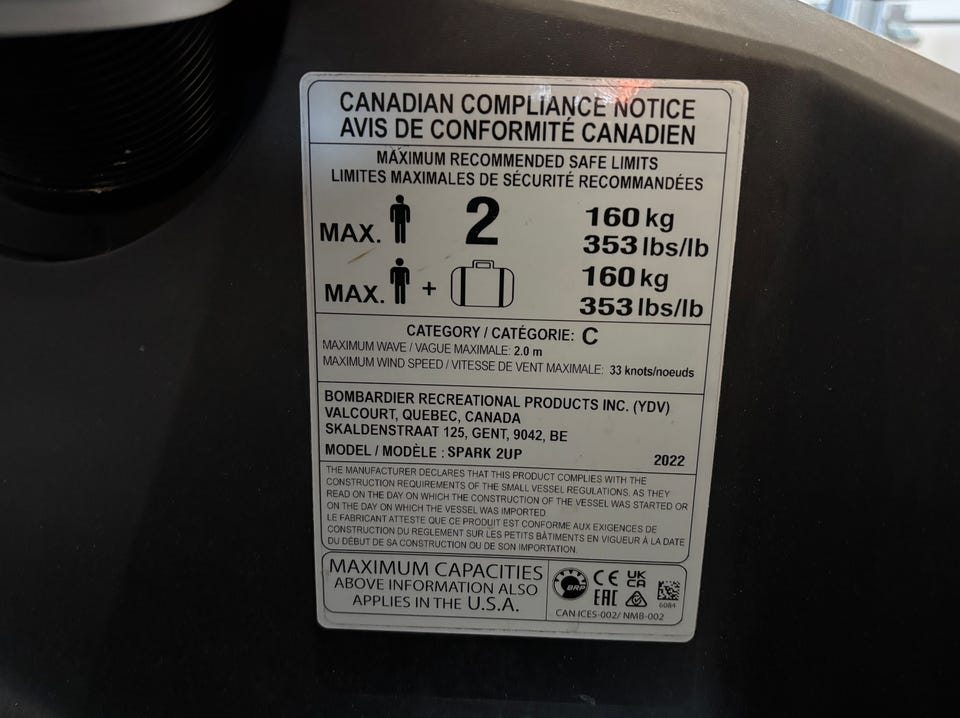 CANADIAN COMPLIANCE NOTICE
AVIS DE CONFORMITÉ CANADIEN
MAXIMUM RECOMMENDED SAFE LIMITS
LIMITES MAXIMALES DE SÉCURITÉ RECOMMANDÉES
MAX. 2 160 kg
353 lbs/lb
MAX. + 160 kg
353 lbs/lb
CATEGORY / CATÉGORIE: C
MAXIMUM WAVE / VAGUE MAXIMALE: 2.0 m
MAXIMUM WIND SPEED / VITESSE DE VENT MAXIMALE: 33 knots/noeuds
BOMBARDIER RECREATIONAL PRODUCTS INC. (YDV)
VALCOURT, QUEBEC, CANADA
SKALDENSTRAAT 125, GENT, 9042, BE
MODEL / MODÈLE : SPARK 2UP 2022
THE MANUFACTURER DECLARES THAT THIS PRODUCT COMPLIES WITH THE
CONSTRUCTION REQUIREMENTS OF THE SMALL VESSEL REGULATIONS, AS THEY
READ ON THE DAY ON WHICH THE CONSTRUCTION OF THE VESSEL WAS STARTED OR
ON THE DAY ON WHICH THE VESSEL WAS IMPORTED
LE FABRICANT ATTESTE QUE CE PRODUIT EST CONFORME AUX EXIGENCES DE
CONSTRUCTION DU REGLEMENT SUR LES PETITS BÂTIMENTS EN VIGUEUR À LA DATE
DU DÉBUT DE SA CONSTRUCTION OU DE SON IMPORTATION.
MAXIMUM CAPACITIES
ABOVE INFORMATION ALSO
APPLIES IN THE U.S.A.
BRP CE UK
CA
EAC
6084
CAN ICES-002/ NMB-002